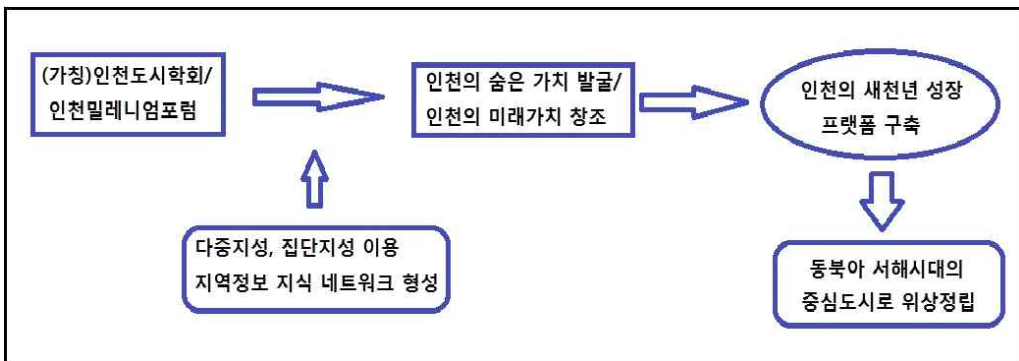 (가칭)인천도시학회/
인천밀레니엄포럼
인천의 숨은 가치 발굴/
인천의 미래가치 창조
인천의 새천년 성장
프랫폼 구축
다중지성, 집단지성 이용
지역정보 지식 네트워크 형성
동북아 서해시대의
중심도시로 위상정립